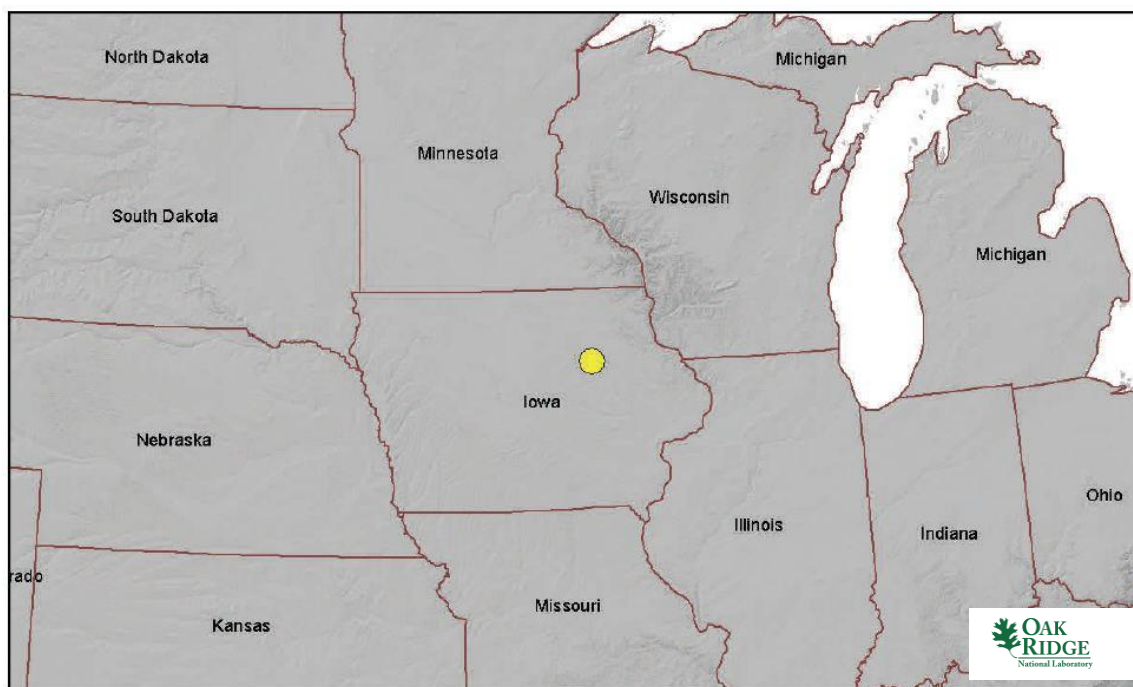 North Dakota
Michigan
Minnesota
Wisconsin
South Dakota
Michigan
Iowa
Nebraska
Ohio
Illinois
Indiana
rado
Missouri
Kansas
OAK
RIDGE
National Laboratory